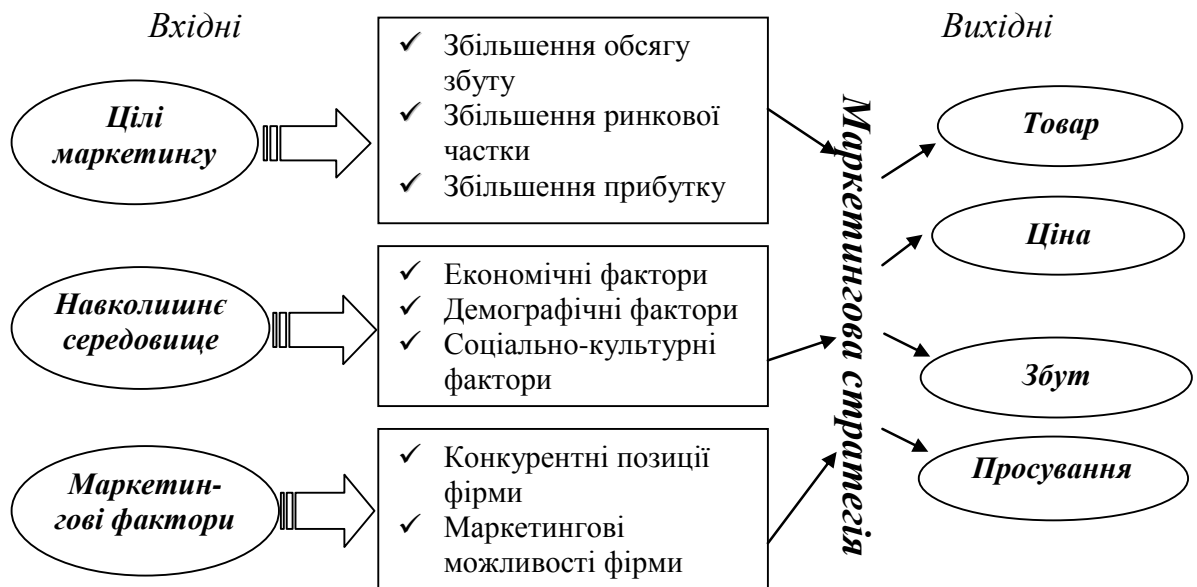 Вхідні
Вихідні
Цілі
маркетингу
✓ Збільшення обсягу
збуту
✓ Збільшення ринкової
частки
✓ Збільшення прибутку
Навколишнє
середовище
✓ Економічні фактори
✓ Демографічні фактори
✓ Соціально-культурні
фактори
Маркетин-
гові фактори
✓ Конкурентні позиції
фірми
✓ Маркетингові
можливості фірми
Маркетингова стратегія
Товар
Ціна
Збут
Просування